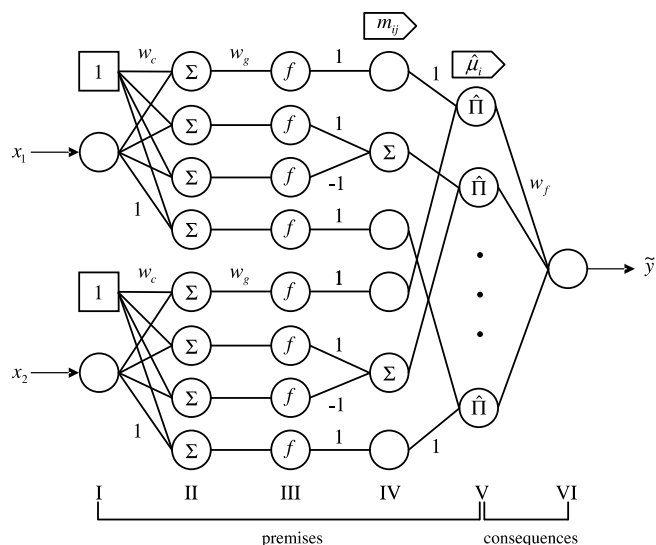 m_ij
w_c w_g 1 μ̂_i
1 Σ f 1
Π̂
Σ f 1
x_1 Σ w_f
Σ f -1 Π̂
1 Σ f 1
w_c w_g 1 ỹ
1 Σ f
Σ f 1
x_2 Σ
Σ f -1 Π̂
1 Σ f 1 1
I II III IV V VI
premises consequences